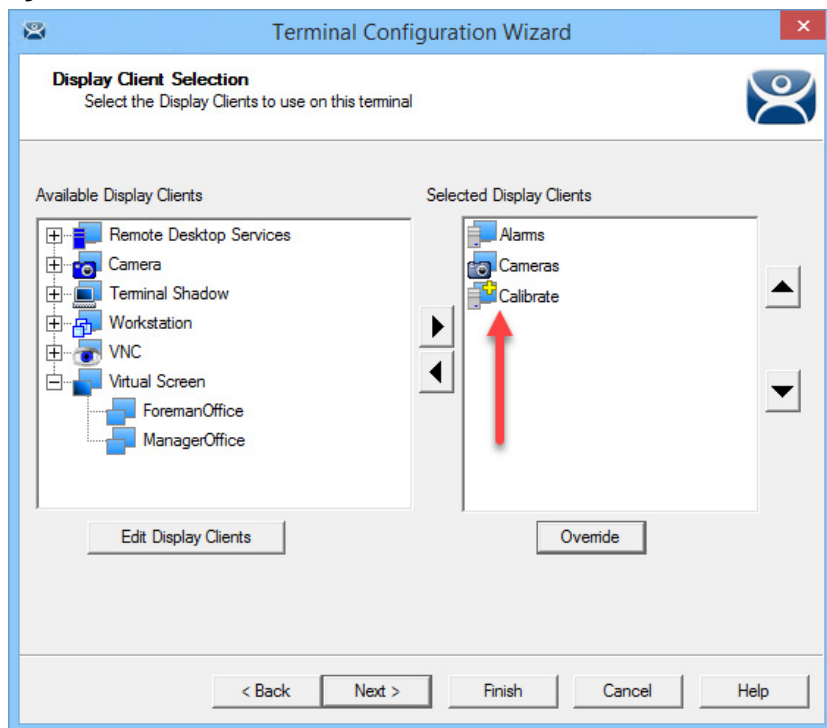 Terminal Configuration Wizard
Display Client Selection
Select the Display Clients to use on this terminal
Available Display Clients
Selected Display Clients
Remote Desktop Services
Camera
Terminal Shadow
Workstation
VNC
Virtual Screen
ForemanOffice
ManagerOffice
Alarms
Cameras
Calibrate
Edit Display Clients
Override
< Back
Next >
Finish
Cancel
Help